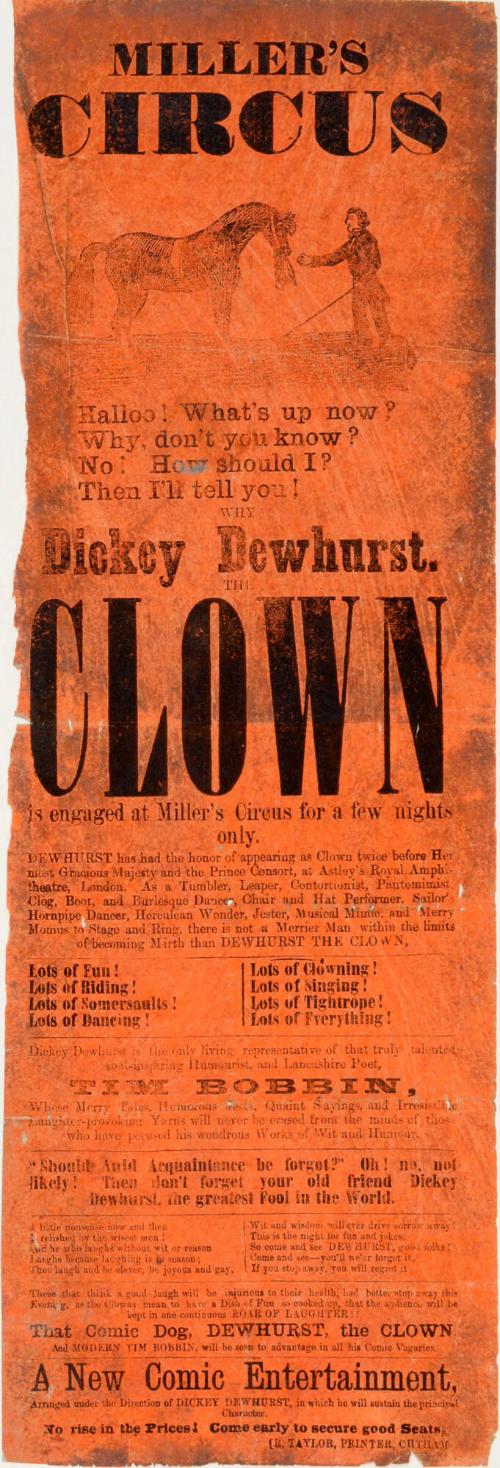 MILLER'S
CIRCUS
Halloo! What's up now?
Why, don't you know?
No! How should I?
Then I'll tell you!
WHY
Dickey Dewhurst.
THE
CLOWN
is engaged at Miller's Circus for a few nights
only.
DEWHURST has had the honor of appearing as Clown twice before Her
most Gracious Majesty and the Prince Consort, at Astley's Royal Amphi-
theatre, London. As a Tumbler, Leaper, Contortionist, Pantomimist
Clog, Boot, and Burlesque Dancer, Chair and Hat Performer, Sailor's
Hornpipe Dancer, Herculean Wonder, Jester, Musical Mimic, and Merry
Momus to Stage and Ring, there is not a Merrier Man within the limits
of becoming Mirth than DEWHURST THE CLOWN,
Lots of Fun!
Lots of Riding!
Lots of Somersaults!
Lots of Dancing!
Lots of Clowning!
Lots of Singing!
Lots of Tightrope!
Lots of Everything!
Dickey Dewhurst is the only living representative of that truly talented
soul-inspiring Humourist, and Lancashire Poet,
TIM BOBBIN,
Whose Merry Tales, Humorous Jests, Quaint Sayings, and Irresistible
Laughter-provoking Yarns will never be erased from the minds of those
who have perused his wondrous Works of Wit and Humour.
"Should Auld Acquaintance be forgot?" Oh! no, not
likely! Then don't forget your old friend Dickey
Dewhurst, the greatest Fool in the World.
A little nonsense now and then
Is relished by the wisest men!
And he who laughs without wit or reason
Laughs because laughing is in season;
Then laugh and be clever, be joyous and gay,
Wit and wisdom will ever drive sorrow away!
This is the night for fun and jokes,
So come and see DEWHURST, good folks!
Come and see—you'll ne'er forget it,
If you stop away, you will regret it
Those that think a good laugh will be injurious to their health, had better stop away this
Evening, as the Clowns mean to have a Dish of Fun so cooked up, that the audience will be
kept in one continuous ROAR OF LAUGHTER!!
That Comic Dog, DEWHURST, the CLOWN
And MODERN TIM BOBBIN, will be seen to advantage in all his Comic Vagaries.
A New Comic Entertainment,
Arranged under the Direction of DICKEY DEWHURST, in which he will sustain the principal
Character.
No rise in the Prices! Come early to secure good Seats,
[R. TAYLOR, PRINTER,